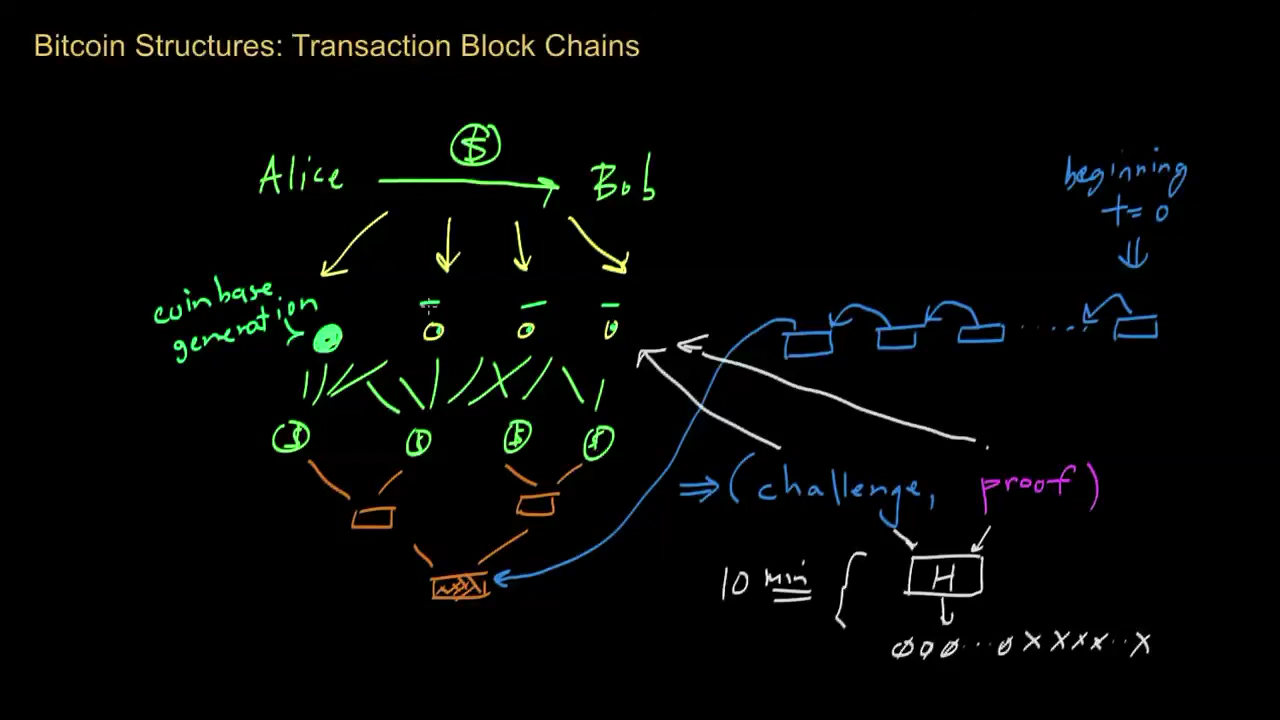 Bitcoin Structures: Transaction Block Chains
$
Alice
Bob
beginning
t=0
coinbase
generation
$ $ $ $
⇒ (challenge, proof)
10 min { H
000...0XXXX..X